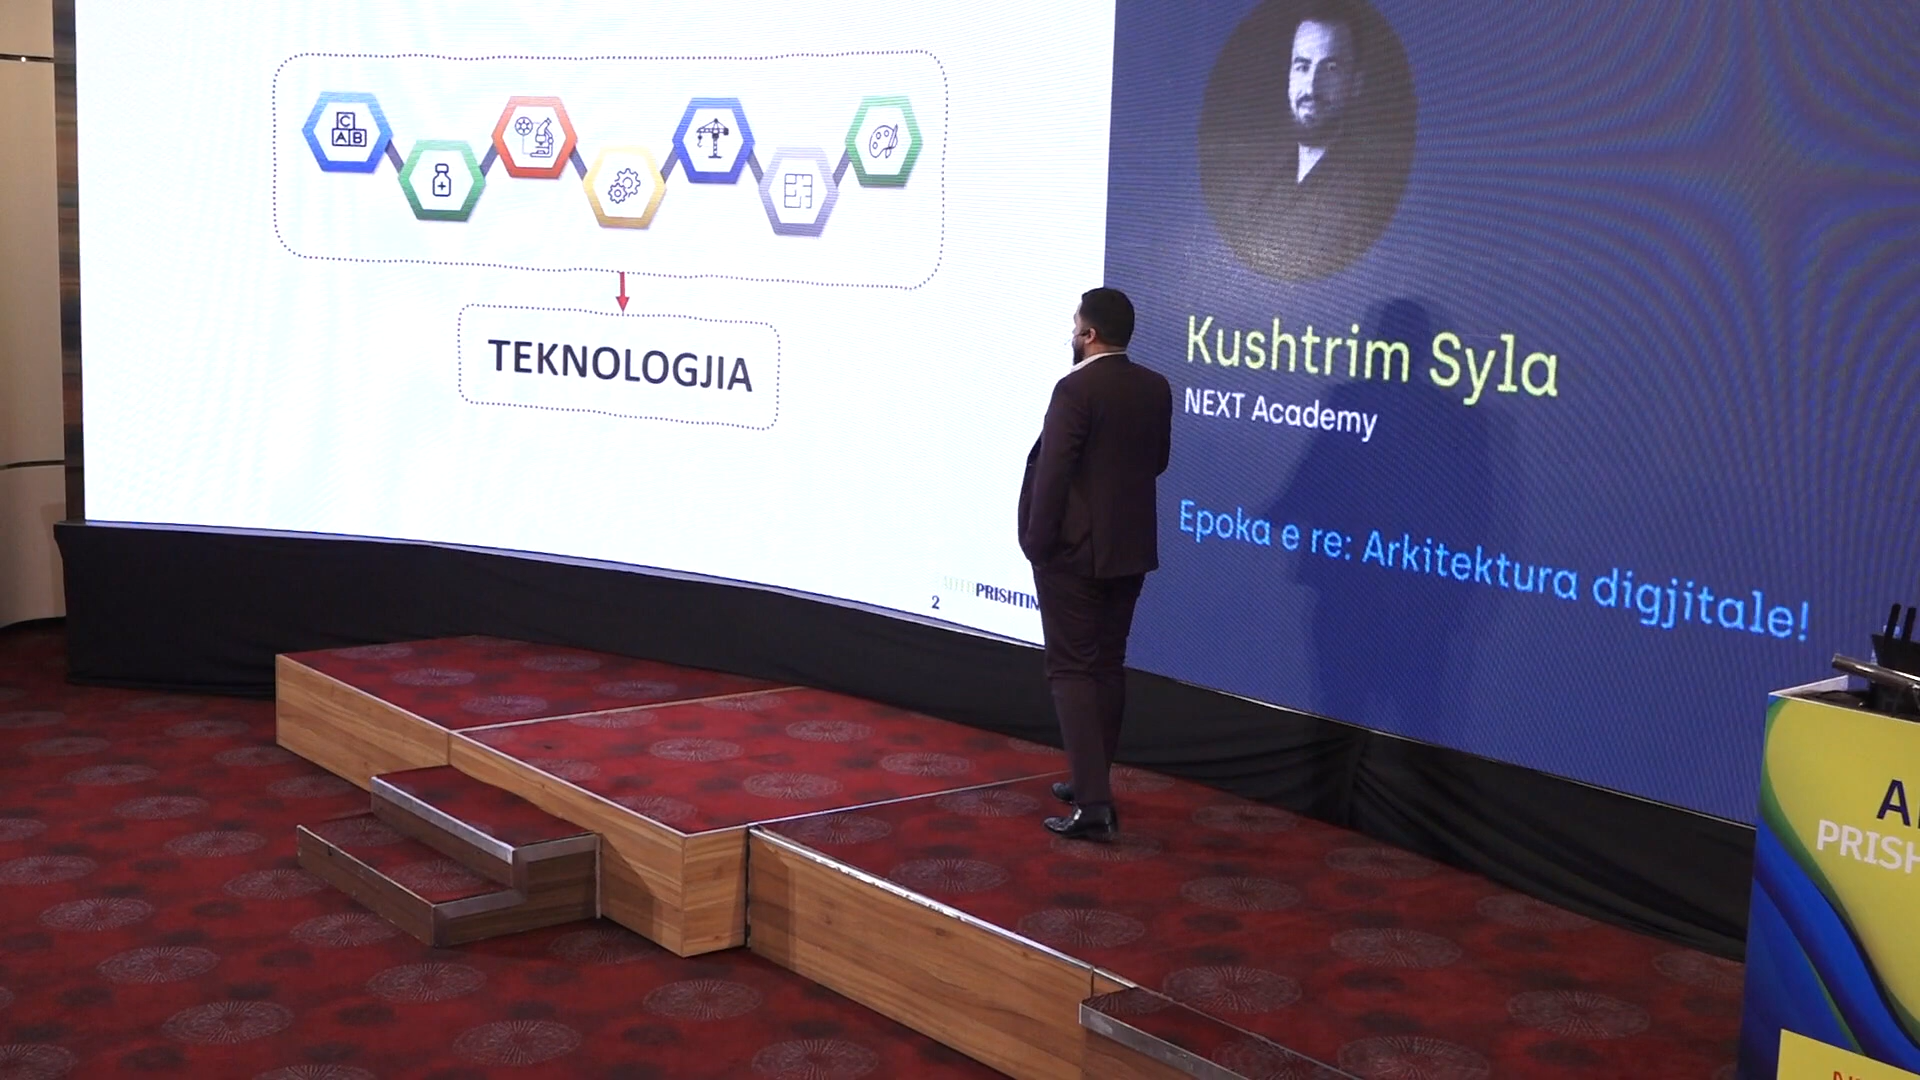 C
A B
TEKNOLOGJIA
PRISHTIN
2
Kushtrim Syla
NEXT Academy
Epoka e re: Arkitektura digjitale!
A
PRISH